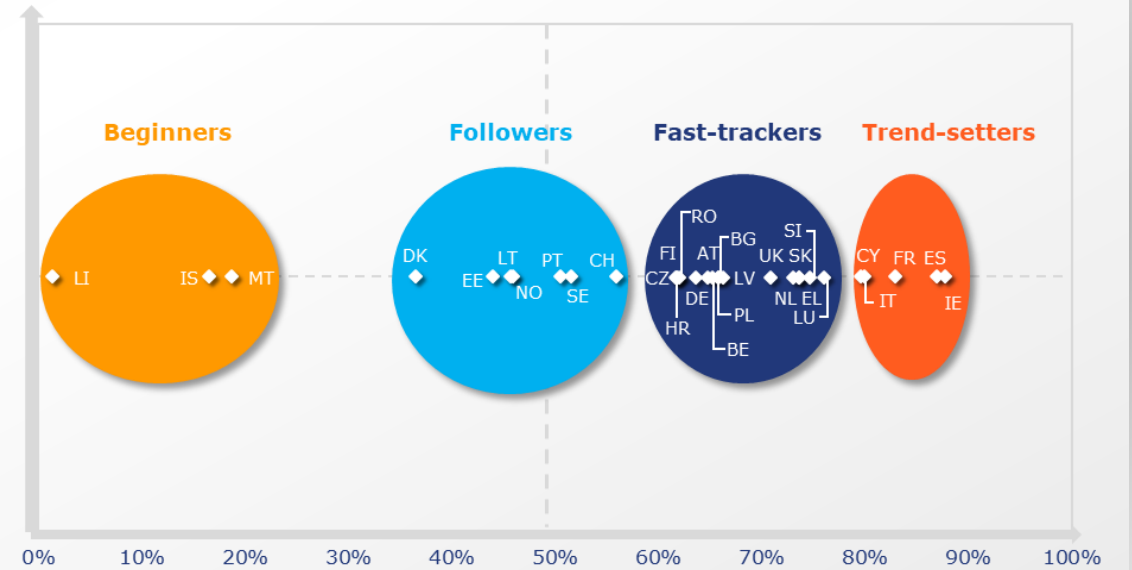 Beginners
Followers
Fast-trackers
Trend-setters
LI
IS
MT
DK
EE
LT
NO
PT
SE
CH
RO
FI
CZ
HR
DE
AT
BG
LV
PL
BE
UK
SI
SK
NL
EL
LU
CY
IT
FR
ES
IE
0% 10% 20% 30% 40% 50% 60% 70% 80% 90% 100%